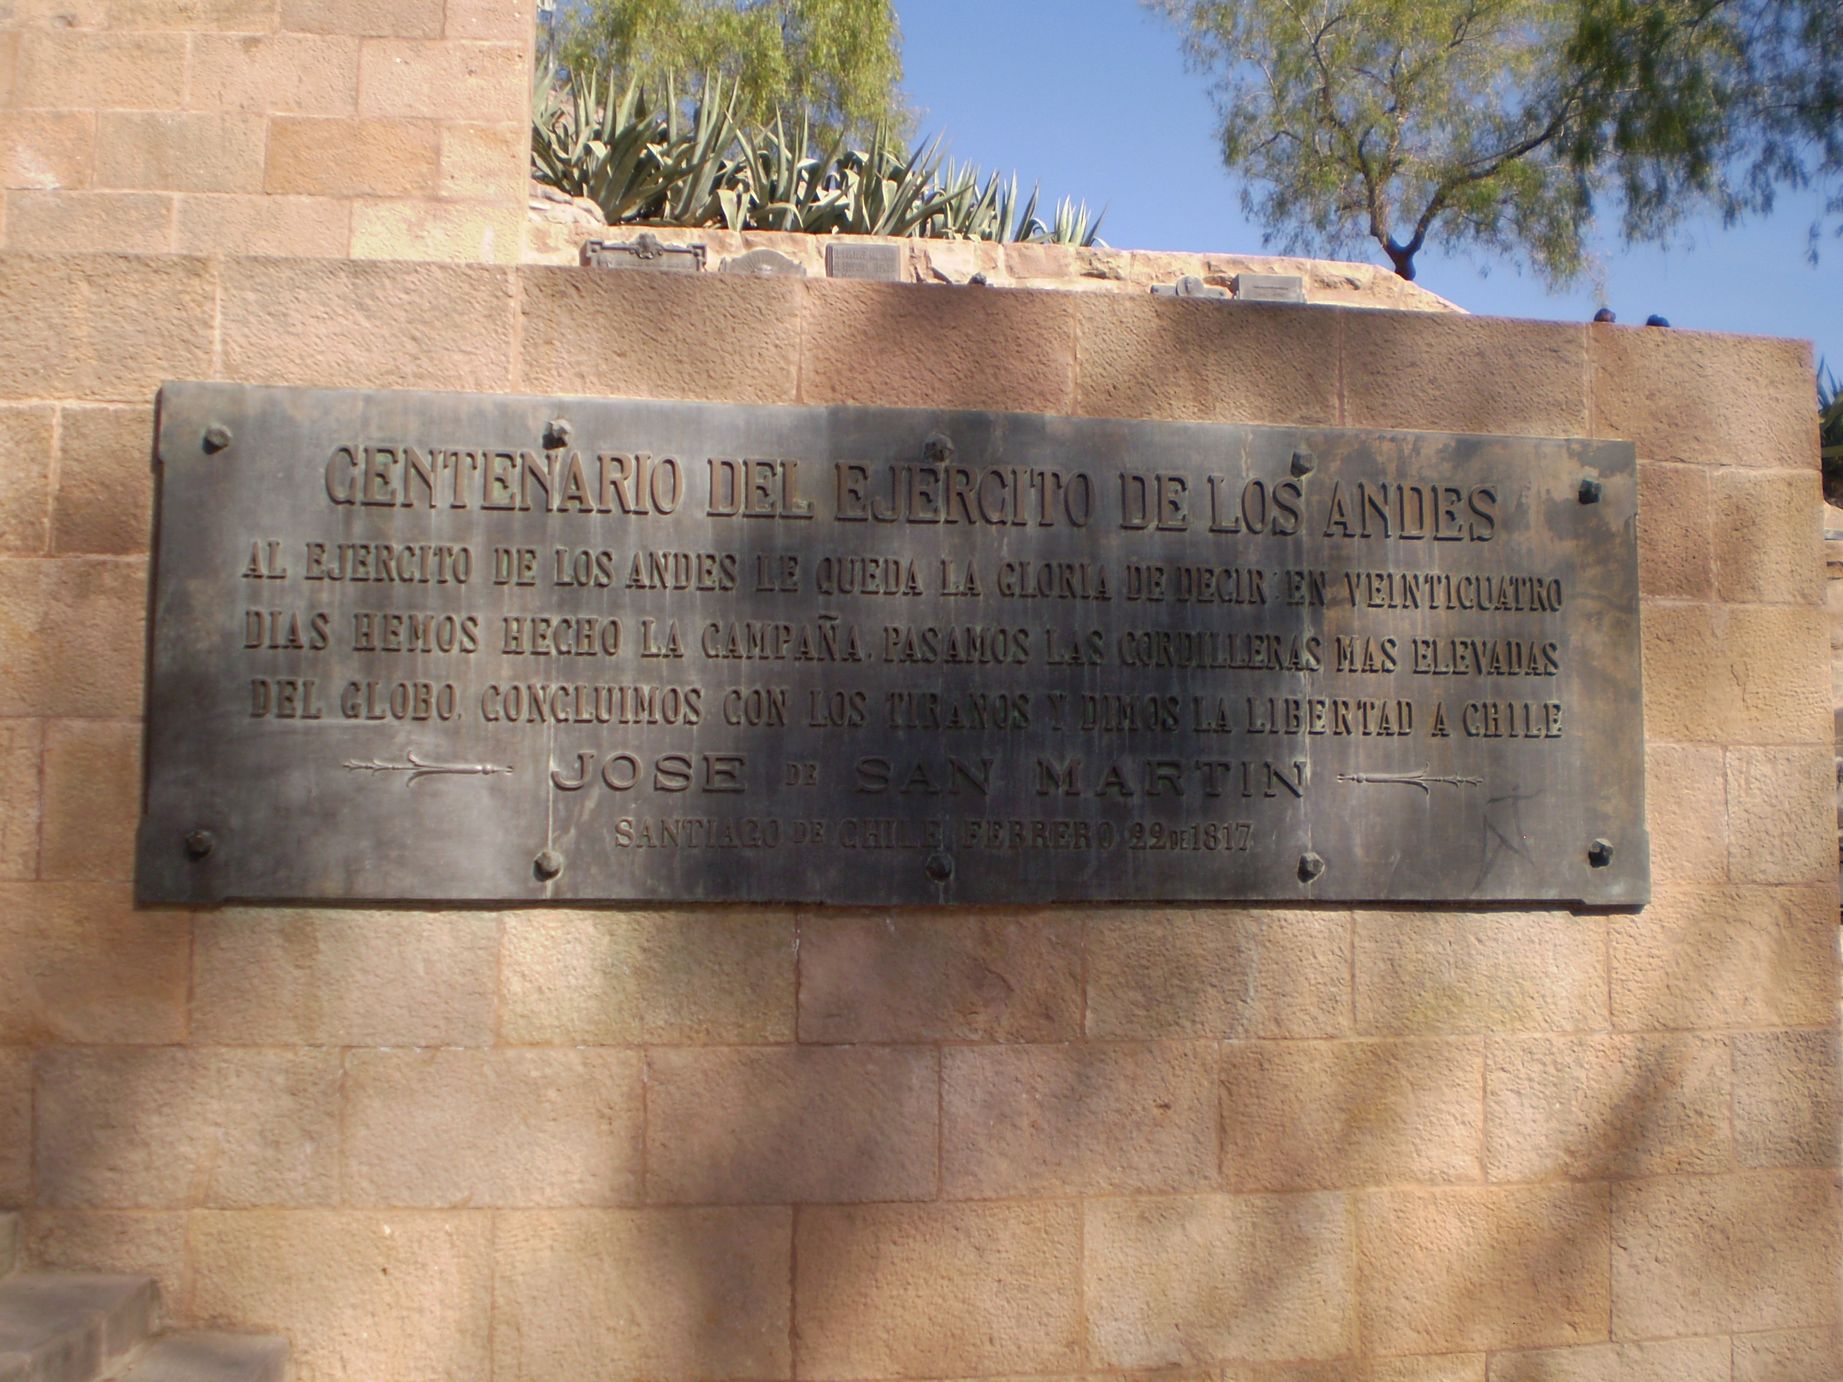 CENTENARIO DEL EJERCITO DE LOS ANDES
AL EJERCITO DE LOS ANDES LE QUEDA LA GLORIA DE DECIR: EN VEINTICUATRO
DIAS HEMOS HECHO LA CAMPAÑA, PASAMOS LAS CORDILLERAS MAS ELEVADAS
DEL GLOBO, CONCLUIMOS CON LOS TIRANOS Y DIMOS LA LIBERTAD A CHILE
JOSE DE SAN MARTIN
SANTIAGO DE CHILE FEBRERO 22 DE 1817